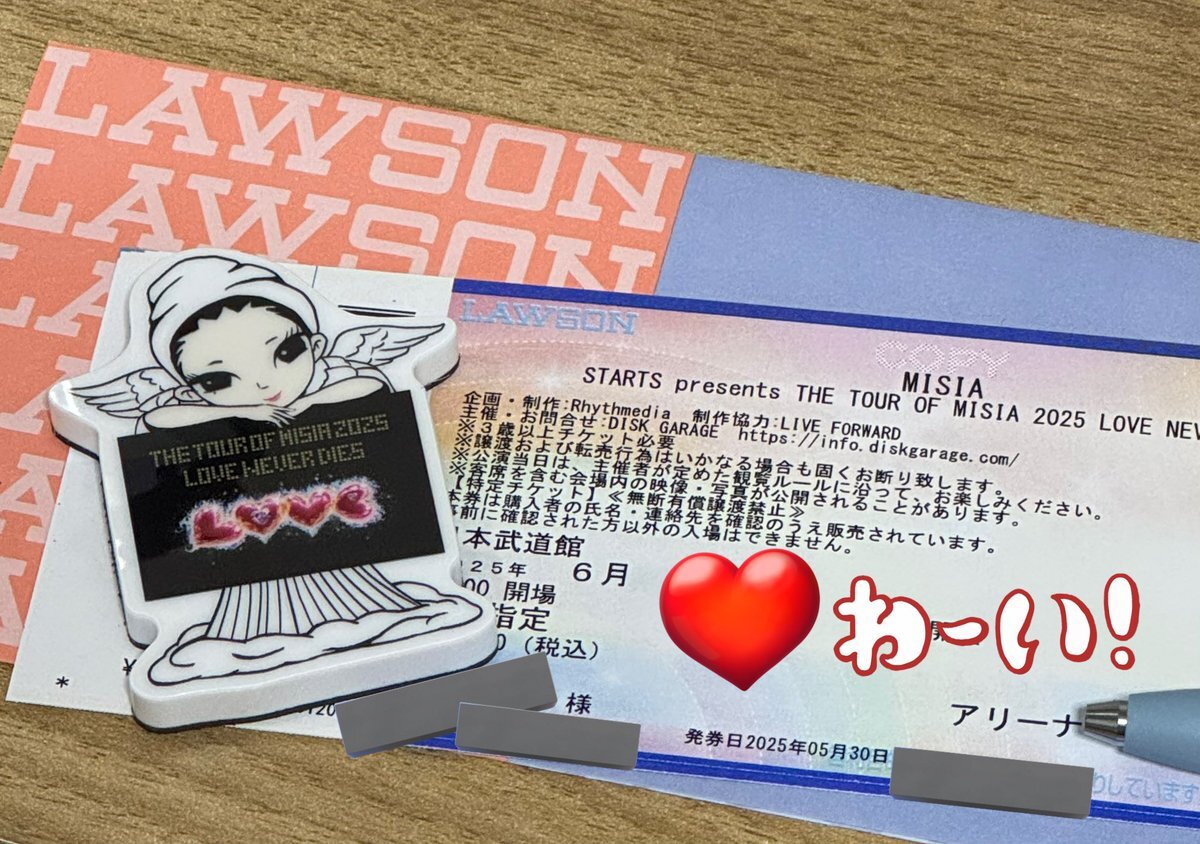 LAWSON
LAWSON
LAWSON
COPY
MISIA
STARTS presents THE TOUR OF MISIA 2025 LOVE NEV
企画・制作:Rhythmedia 制作協力:LIVE FORWARD
主催・お問合せ:DISK GARAGE https://info.diskgarage.com/
※3歳以上チケット必要
※譲渡および転売行為はいかなる場合も固くお断り致します。
※公演当日は、主催者が定めた観覧ルールに沿って、お楽しみください。
※客席を含む会場内の映像・写真が公開されることがあります。
【特定チケット】≪無断有償譲渡禁止≫
本券は購入者の氏名・連絡先を確認のうえ販売されています。
事前に確認された方以外の入場はできません。
本武道館
25年 6月
00 開場
指定
0 (税込)
❤わーい!
様
アリーナ
発券日2025年05月30日
りしています
THE TOUR OF MISIA 2025
LOVE NEVER DIES
LOVE
¥
*